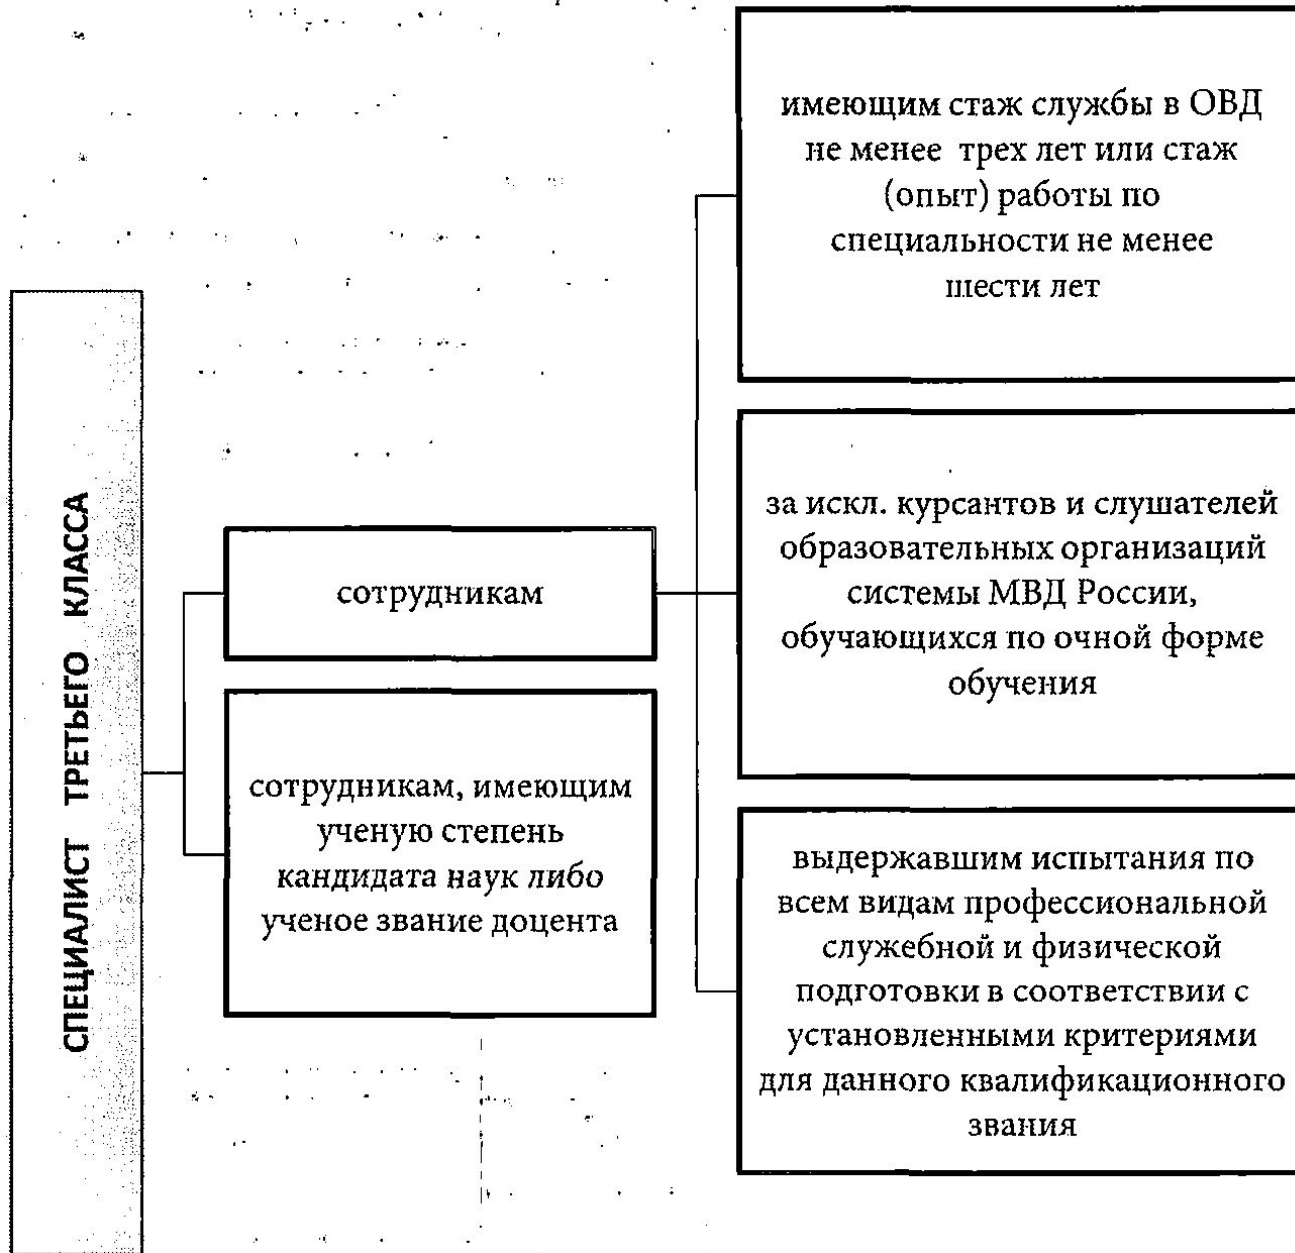 СПЕЦИАЛИСТ ТРЕТЬЕГО КЛАССА
сотрудникам
сотрудникам, имеющим
ученую степень
кандидата наук либо
ученое звание доцента
имеющим стаж службы в ОВД
не менее трех лет или стаж
(опыт) работы по
специальности не менее
шести лет
за искл. курсантов и слушателей
образовательных организаций
системы МВД России,
обучающихся по очной форме
обучения
выдержавшим испытания по
всем видам профессиональной
служебной и физической
подготовки в соответствии с
установленными критериями
для данного квалификационного
звания